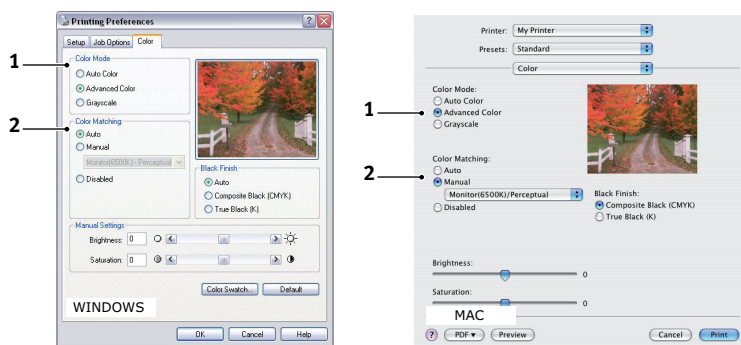 Printing Preferences
Setup Job Options Color
1
Color Mode
Auto Color
Advanced Color
Grayscale
2
Color Matching:
Auto
Manual
Monitor(6500K) - Perceptual
Disabled
Black Finish
Auto
Composite Black (CMYK)
True Black (K)
Manual Settings
Brightness: 0
Saturation: 0
Color Swatch... Default
WINDOWS
OK Cancel Help
Printer: My Printer
Presets: Standard
Color
1
Color Mode:
Auto Color
Advanced Color
Grayscale
2
Color Matching:
Auto
Manual
Monitor(6500K)/Perceptual
Disabled
Black Finish:
Composite Black (CMYK)
True Black (K)
Brightness:
0
Saturation:
0
MAC
? PDF▾ Preview Cancel Print